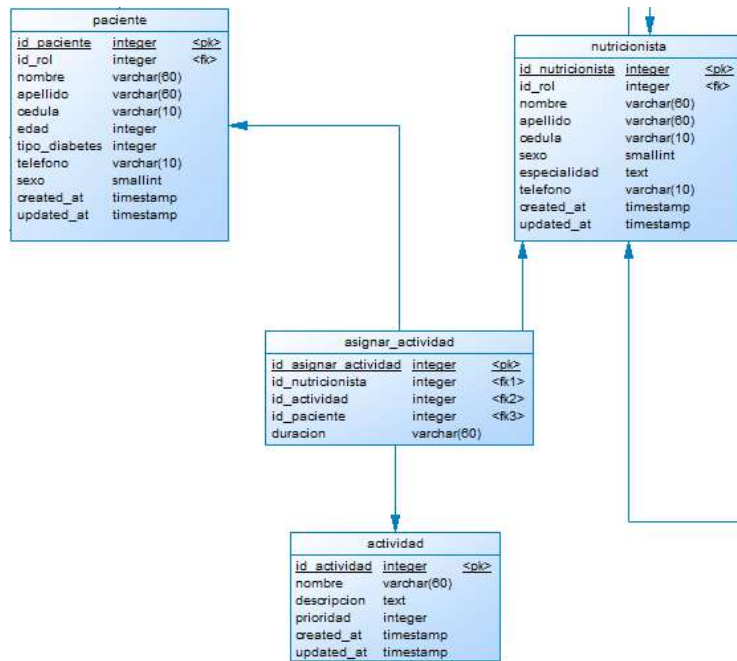 paciente
id_paciente integer <pk>
id_rol integer <fk>
nombre varchar(60)
apellido varchar(60)
cedula varchar(10)
edad integer
tipo_diabetes integer
telefono varchar(10)
sexo smallint
created_at timestamp
updated_at timestamp
nutricionista
id_nutricionista integer <pk>
id_rol integer <fk>
nombre varchar(60)
apellido varchar(60)
cedula varchar(10)
sexo smallint
especialidad text
telefono varchar(10)
created_at timestamp
updated_at timestamp
asignar_actividad
id_asignar_actividad integer <pk>
id_nutricionista integer <fk1>
id_actividad integer <fk2>
id_paciente integer <fk3>
duracion varchar(60)
actividad
id_actividad integer <pk>
nombre varchar(60)
descripcion text
prioridad integer
created_at timestamp
updated_at timestamp